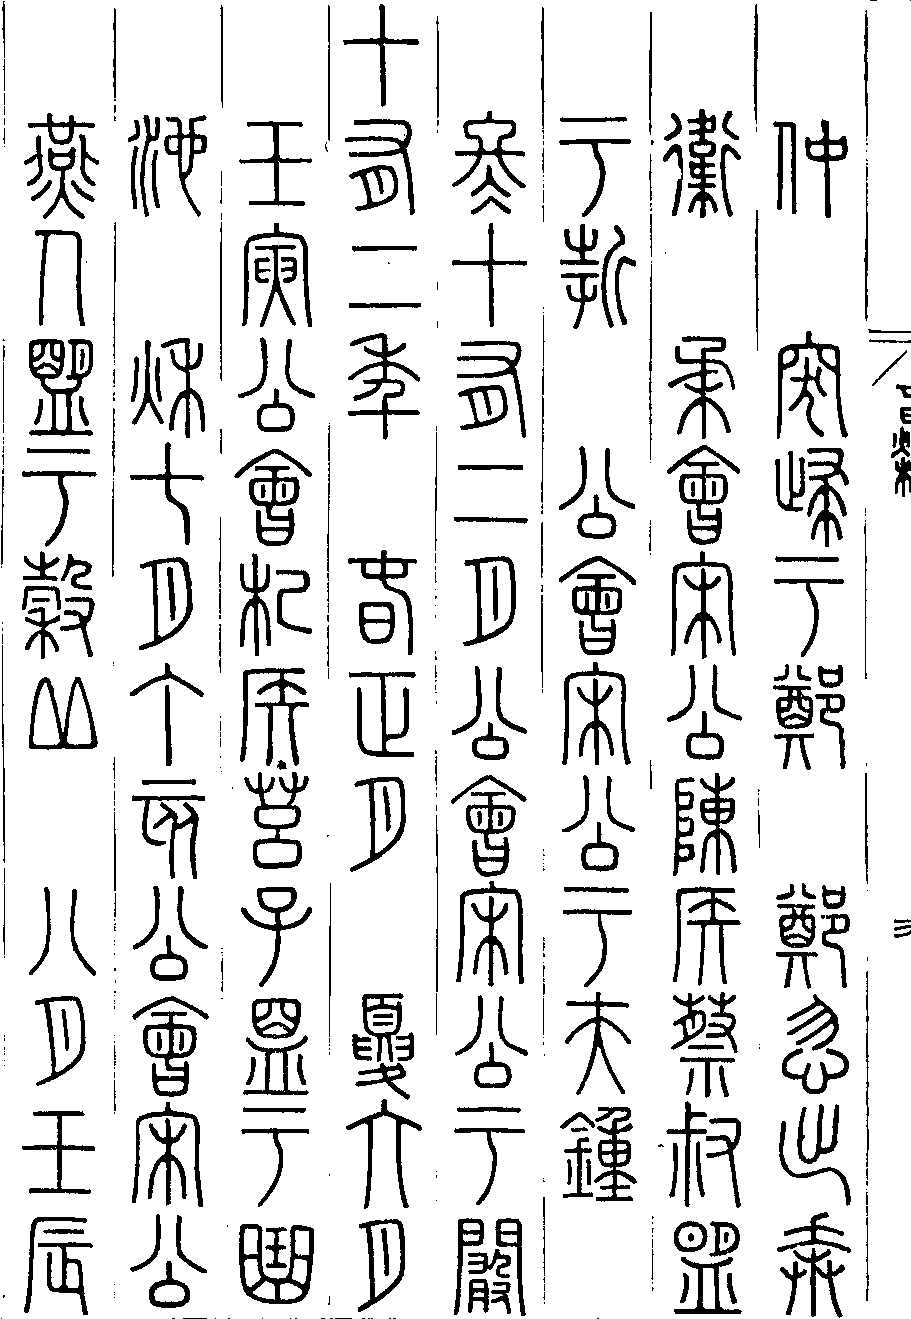 仲 突歸于鄭 鄭忽出奔
衛 柔會宋公陳侯蔡叔盟
于折 公會宋公于夫鍾
冬十有二月公會宋公于闞
十有二年 春正月 夏六月
壬寅公會杞侯莒子盟于曲
池 秋七月丁亥公會宋公
燕人盟于穀丘 八月壬辰